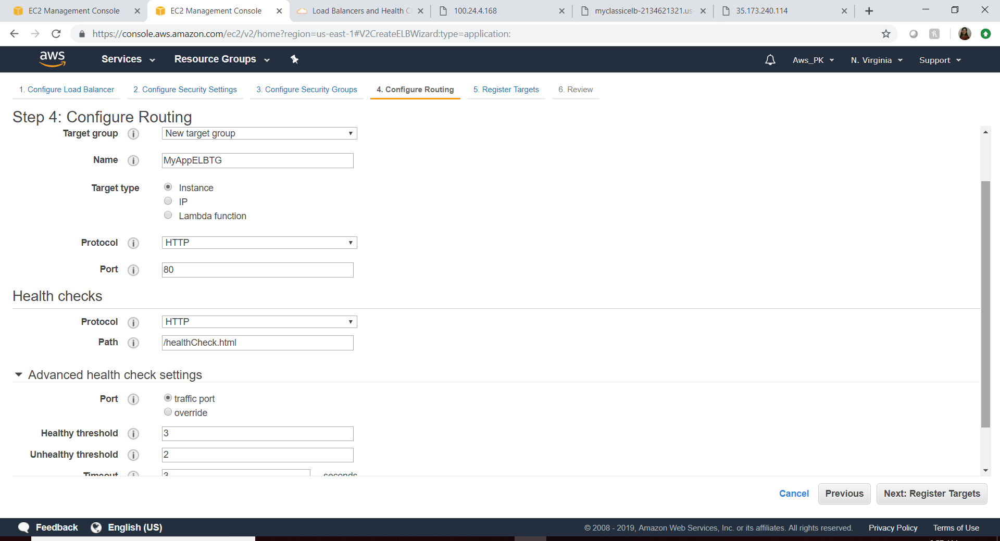 EC2 Management Console
EC2 Management Console
Load Balancers and Health C
100.24.4.168
myclassicelb-2134621321.us-
35.173.240.114
https://console.aws.amazon.com/ec2/v2/home?region=us-east-1#V2CreateELBWizard:type=application:
aws
Services
Resource Groups
Aws_PK
N. Virginia
Support
1. Configure Load Balancer
2. Configure Security Settings
3. Configure Security Groups
4. Configure Routing
5. Register Targets
6. Review
Step 4: Configure Routing
Target group
New target group
Name
MyAppELBTG
Target type
Instance
IP
Lambda function
Protocol
HTTP
Port
80
Health checks
Protocol
HTTP
Path
/healthCheck.html
Advanced health check settings
Port
traffic port
override
Healthy threshold
3
Unhealthy threshold
2
Timeout
3
seconds
Cancel
Previous
Next: Register Targets
Feedback
English (US)
© 2008 - 2019, Amazon Web Services, Inc. or its affiliates. All rights reserved.
Privacy Policy
Terms of Use